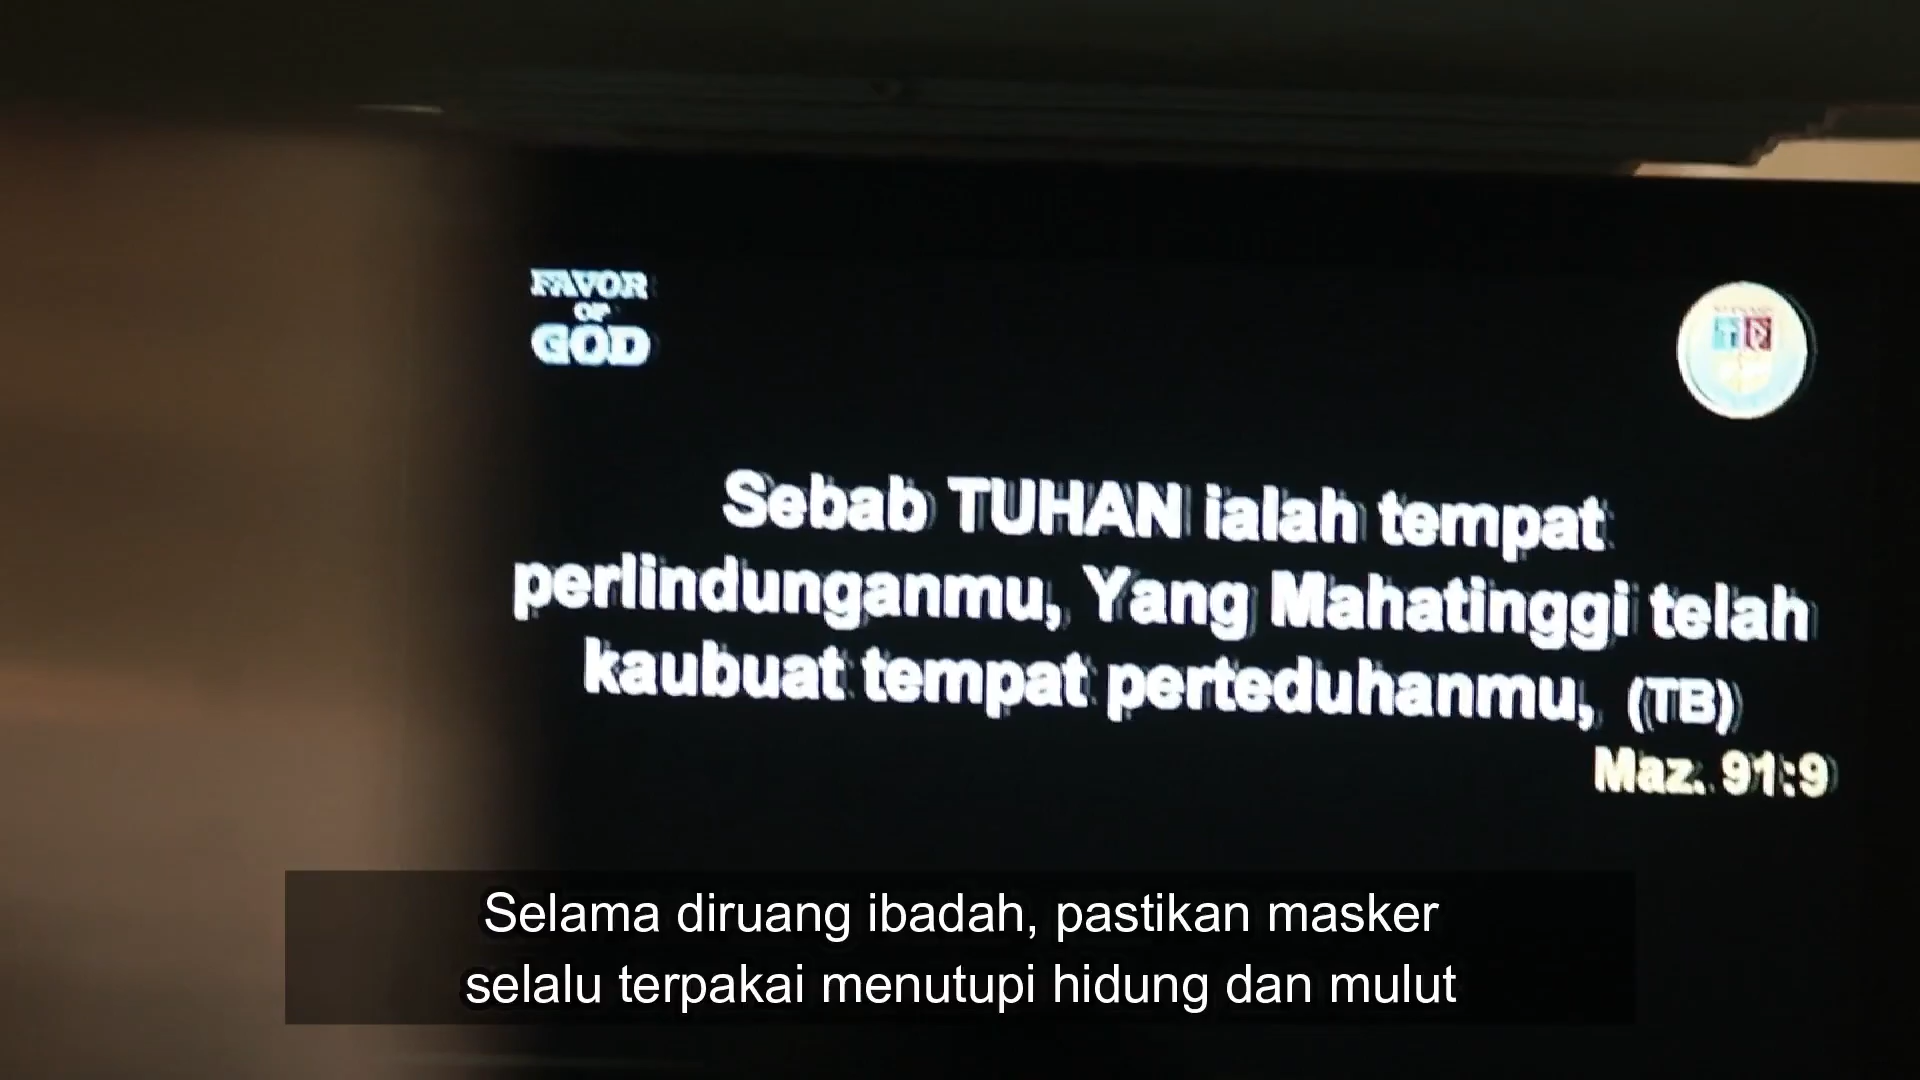 FAVOR
OF
GOD
Sebab TUHAN ialah tempat
perlindunganmu, Yang Mahatinggi telah
kaubuat tempat perteduhanmu, (TB)
Maz. 91:9
Selama diruang ibadah, pastikan masker
selalu terpakai menutupi hidung dan mulut